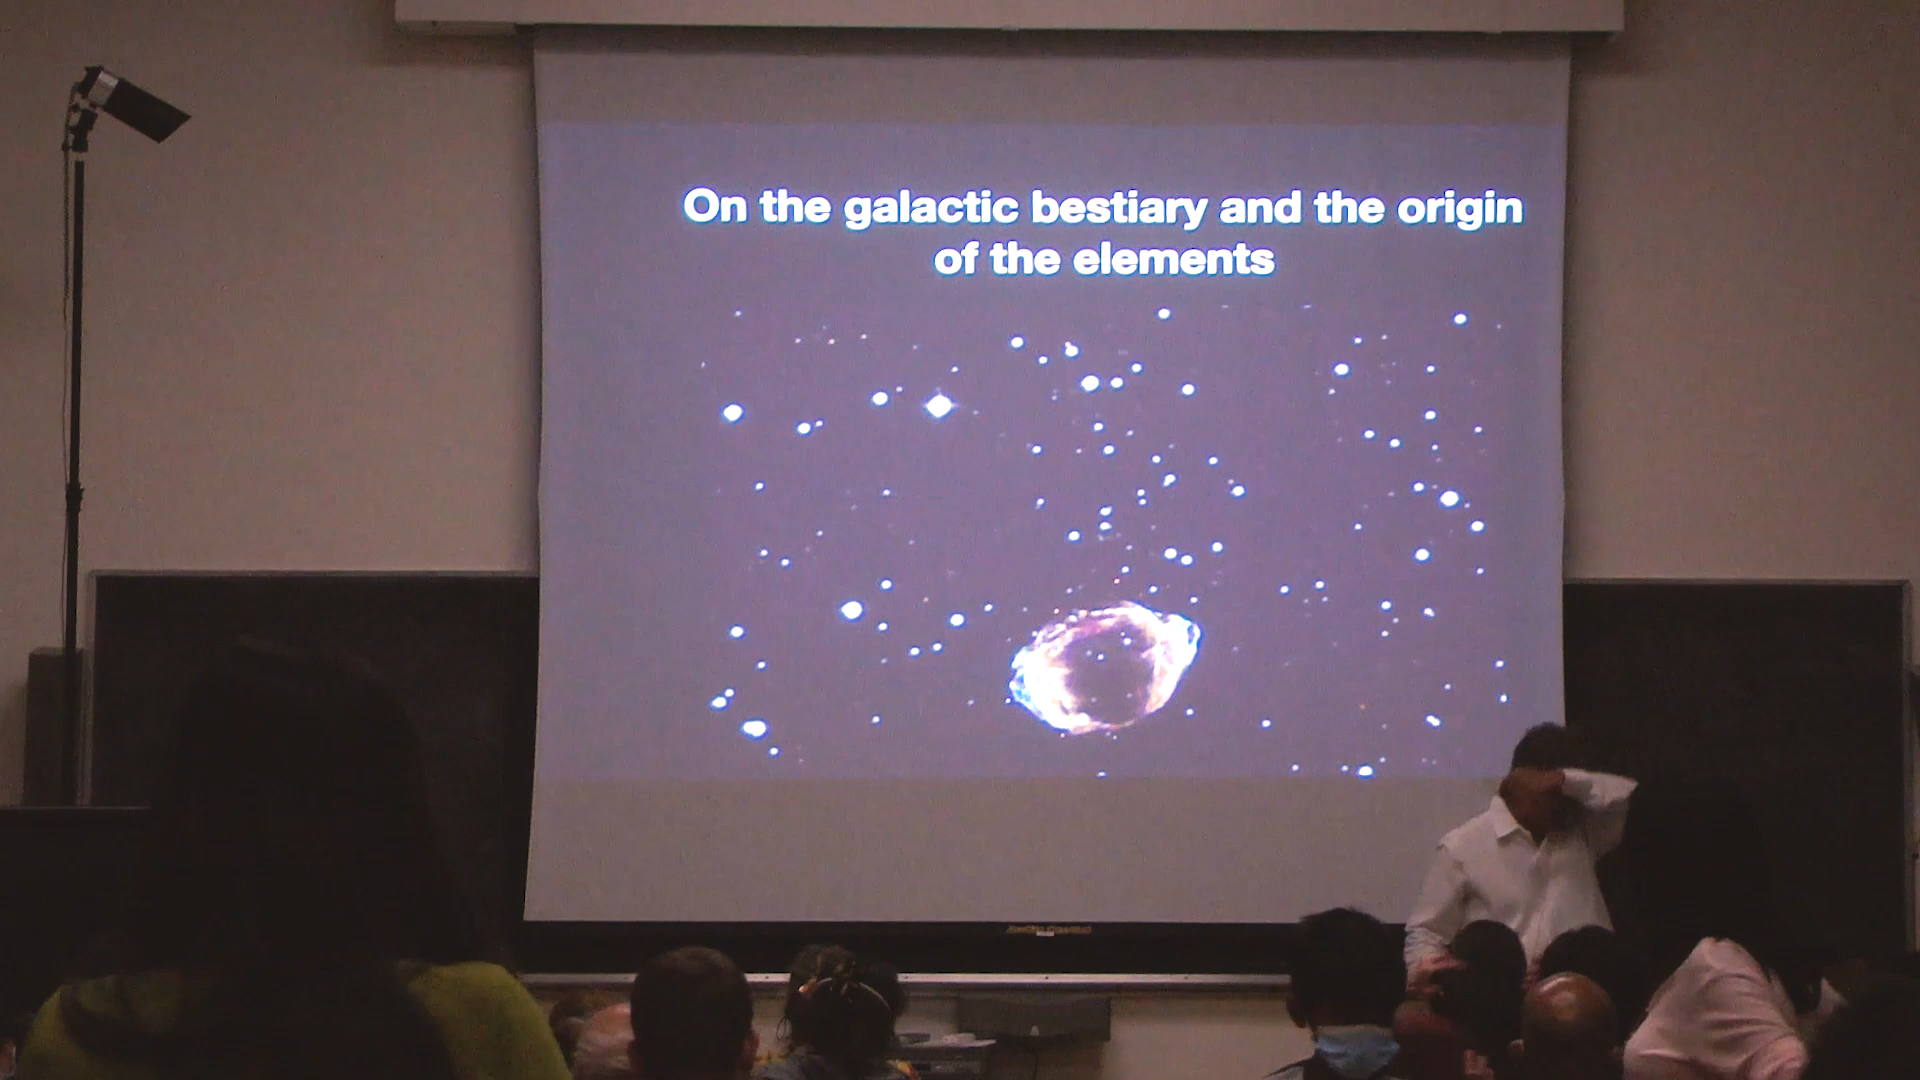 On the galactic bestiary and the origin
of the elements